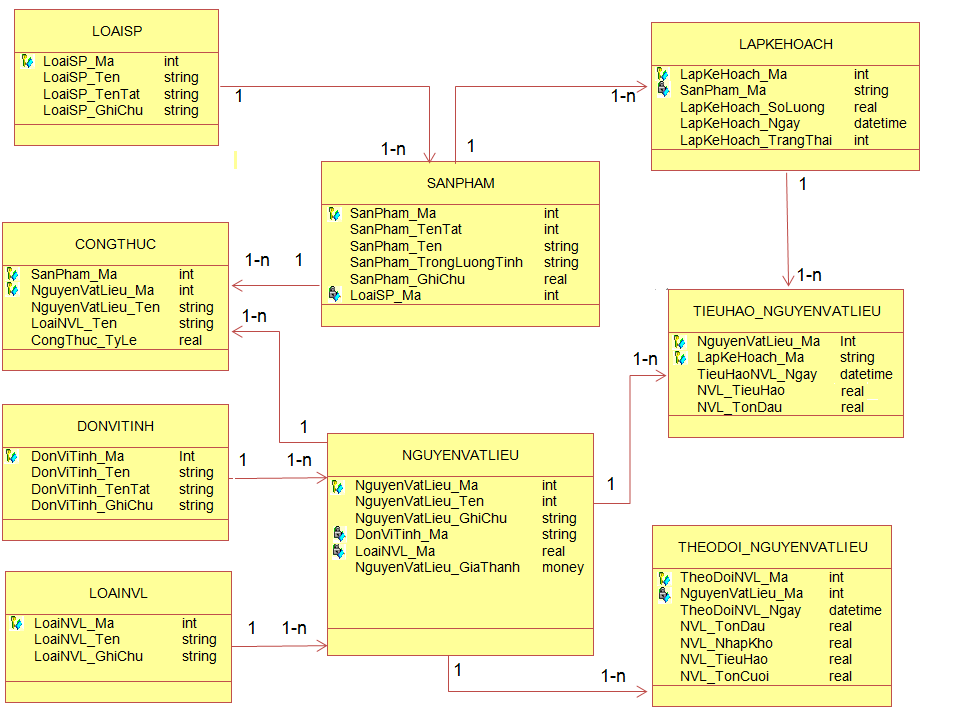 LOAISP
LoaiSP_Ma int
LoaiSP_Ten string
LoaiSP_TenTat string
LoaiSP_GhiChu string
1
1-n
1
LAPKEHOACH
LapKeHoach_Ma int
SanPham_Ma string
LapKeHoach_SoLuong real
LapKeHoach_Ngay datetime
LapKeHoach_TrangThai int
1-n
1
1-n
SANPHAM
SanPham_Ma int
SanPham_TenTat int
SanPham_Ten string
SanPham_TrongLuongTinh string
SanPham_GhiChu real
LoaiSP_Ma int
1-n 1
CONGTHUC
SanPham_Ma int
NguyenVatLieu_Ma int
NguyenVatLieu_Ten string
LoaiNVL_Ten string
CongThuc_TyLe real
1-n
1
TIEUHAO_NGUYENVATLIEU
NguyenVatLieu_Ma Int
LapKeHoach_Ma string
TieuHaoNVL_Ngay datetime
NVL_TieuHao real
NVL_TonDau real
1-n
1
DONVITINH
DonViTinh_Ma Int
DonViTinh_Ten string
DonViTinh_TenTat string
DonViTinh_GhiChu string
1 1-n
NGUYENVATLIEU
NguyenVatLieu_Ma int
NguyenVatLieu_Ten int
NguyenVatLieu_GhiChu string
DonViTinh_Ma string
LoaiNVL_Ma real
NguyenVatLieu_GiaThanh money
LOAINVL
LoaiNVL_Ma int
LoaiNVL_Ten string
LoaiNVL_GhiChu string
1 1-n
1
1-n
THEODOI_NGUYENVATLIEU
TheoDoiNVL_Ma int
NguyenVatLieu_Ma int
TheoDoiNVL_Ngay datetime
NVL_TonDau real
NVL_NhapKho real
NVL_TieuHao real
NVL_TonCuoi real